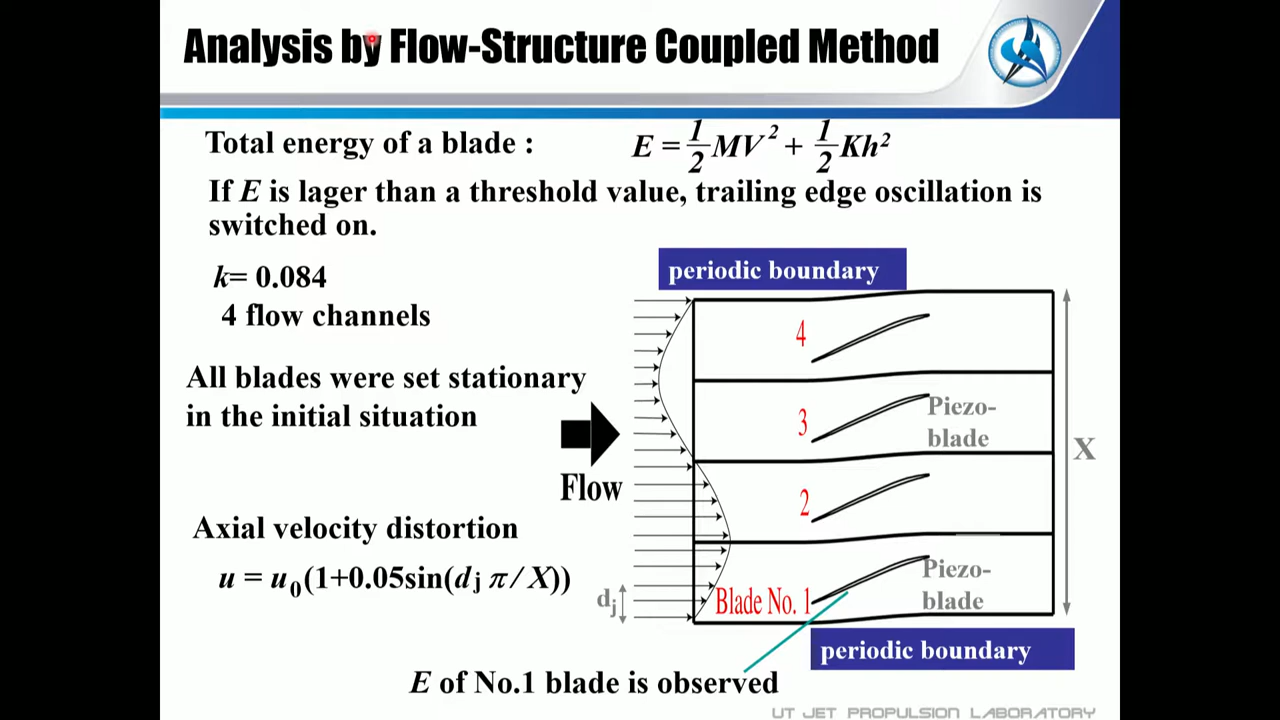 Analysis by Flow-Structure Coupled Method
Total energy of a blade :
E = 1/2 MV² + 1/2 Kh²
If E is lager than a threshold value, trailing edge oscillation is
switched on.
k= 0.084
4 flow channels
All blades were set stationary
in the initial situation
Flow
Axial velocity distortion
u = u₀(1+0.05sin(dj π/X))
periodic boundary
4
3
Piezo-
blade
X
2
Piezo-
blade
dj
Blade No. 1
periodic boundary
E of No.1 blade is observed
UT JET PROPULSION LABORATORY